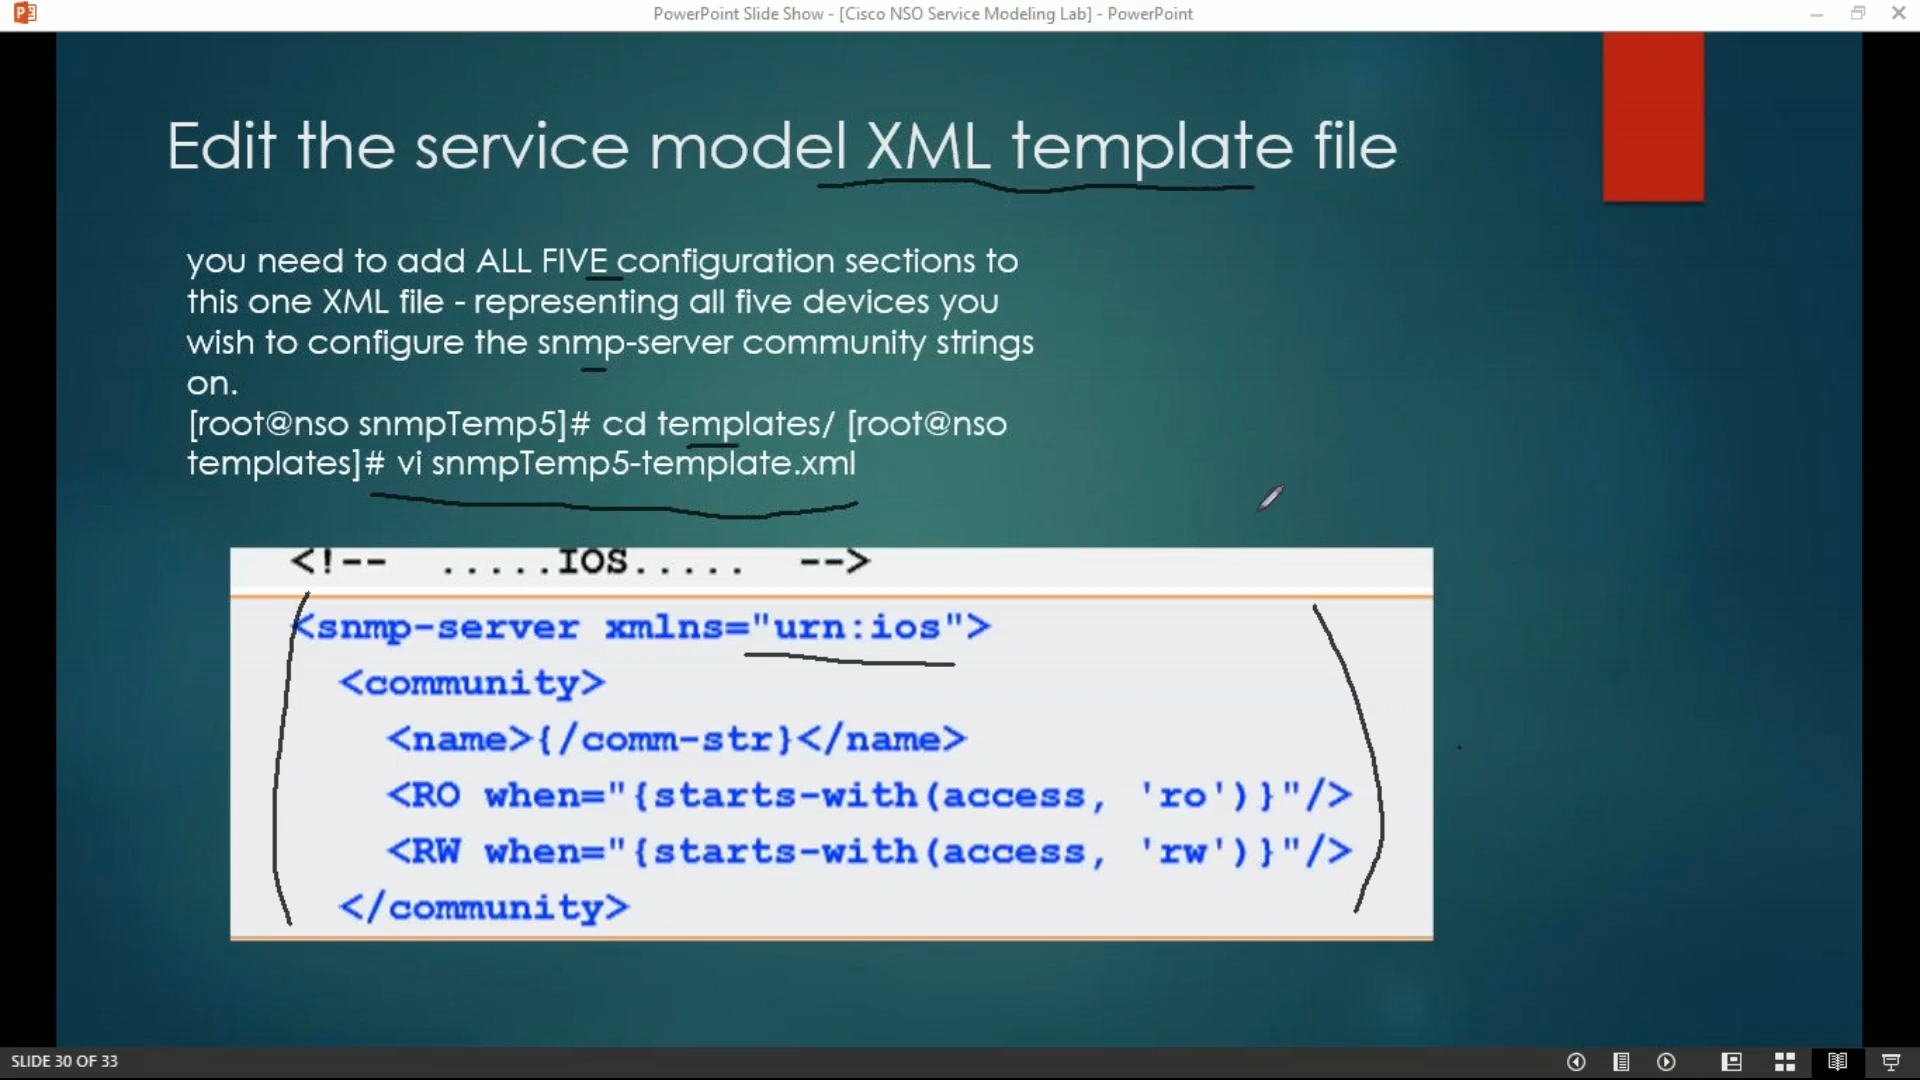 PowerPoint Slide Show - [Cisco NSO Service Modeling Lab] - PowerPoint
Edit the service model XML template file
you need to add ALL FIVE configuration sections to
this one XML file - representing all five devices you
wish to configure the snmp-server community strings
on.
[root@nso snmpTemp5]# cd templates/ [root@nso
templates]# vi snmpTemp5-template.xml
<!-- .....IOS..... -->
<snmp-server xmlns="urn:ios">
<community>
<name>{/comm-str}</name>
<RO when="{starts-with(access, 'ro')}"/>
<RW when="{starts-with(access, 'rw')}"/>
</community>
SLIDE 30 OF 33